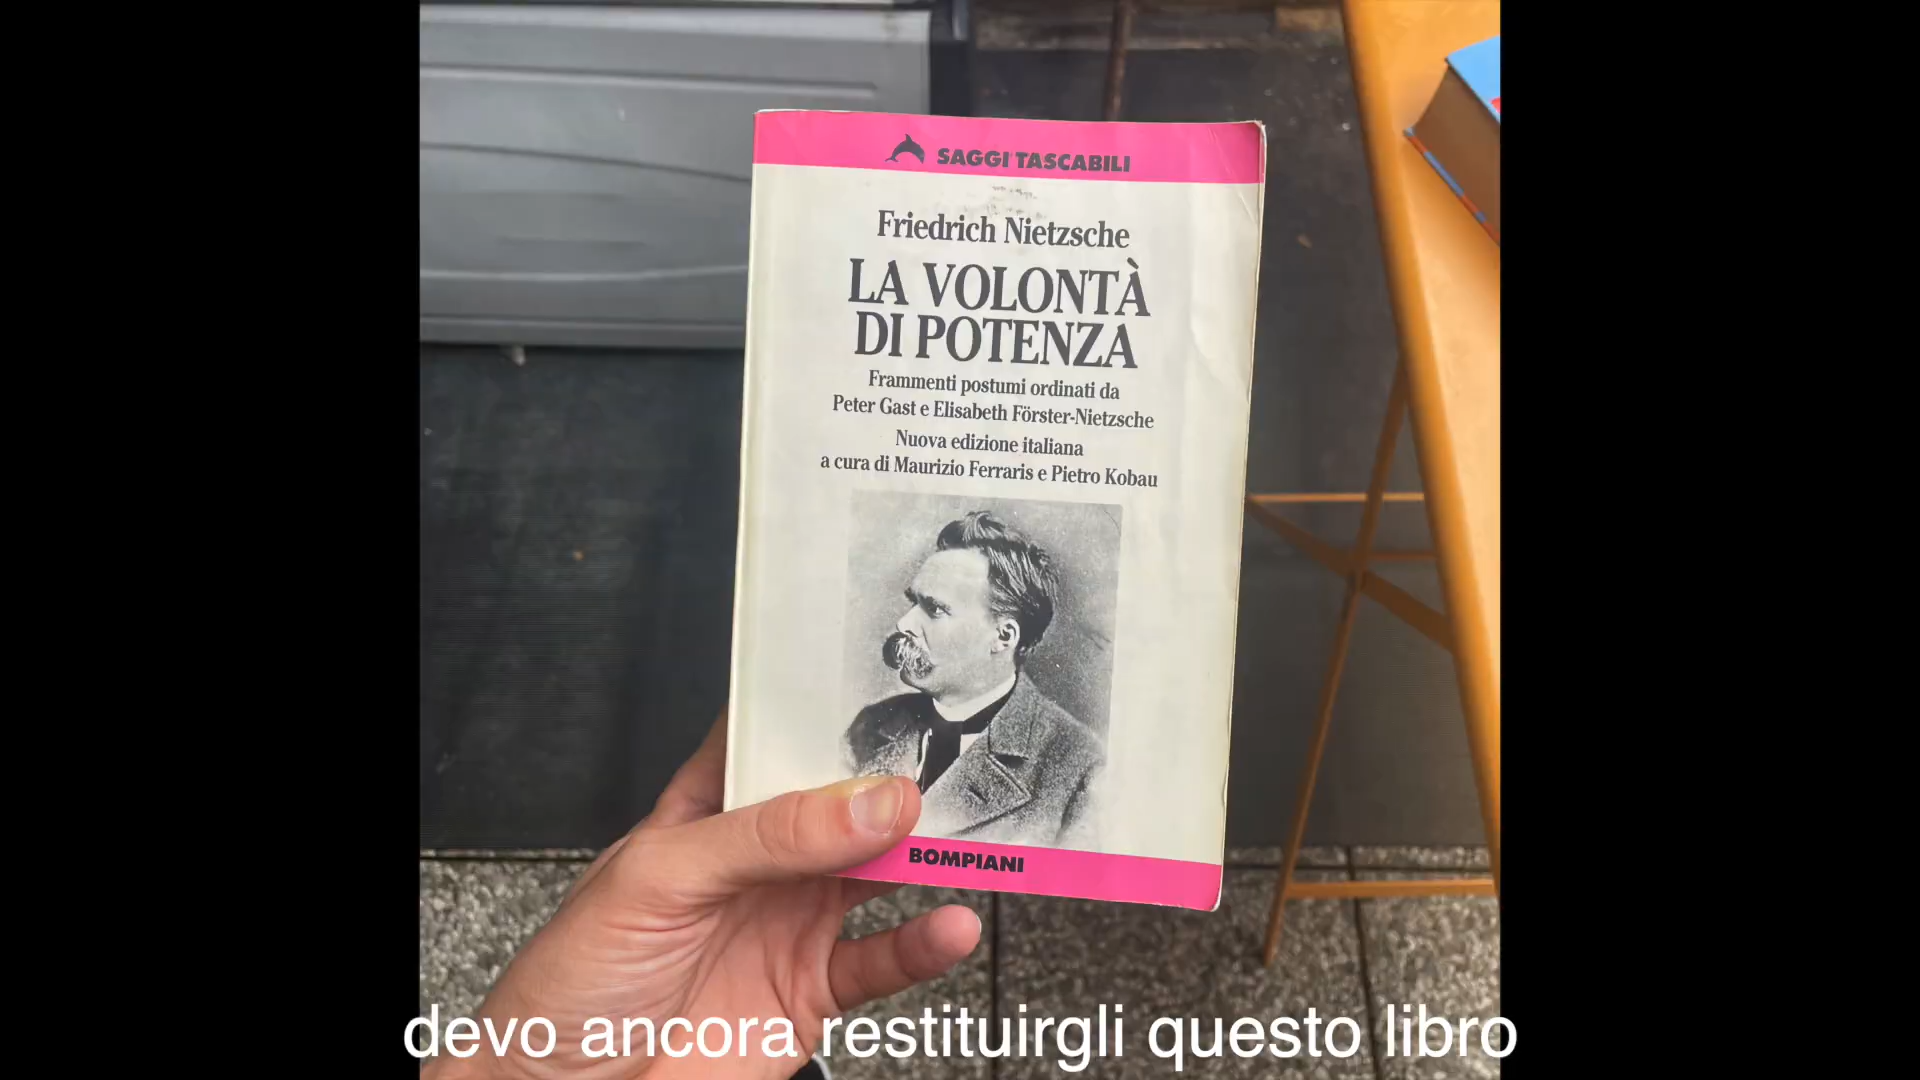 SAGGI TASCABILI
Friedrich Nietzsche
LA VOLONTÀ
DI POTENZA
Frammenti postumi ordinati da
Peter Gast e Elisabeth Förster-Nietzsche
Nuova edizione italiana
a cura di Maurizio Ferraris e Pietro Kobau
BOMPIANI
devo ancora restituirgli questo libro